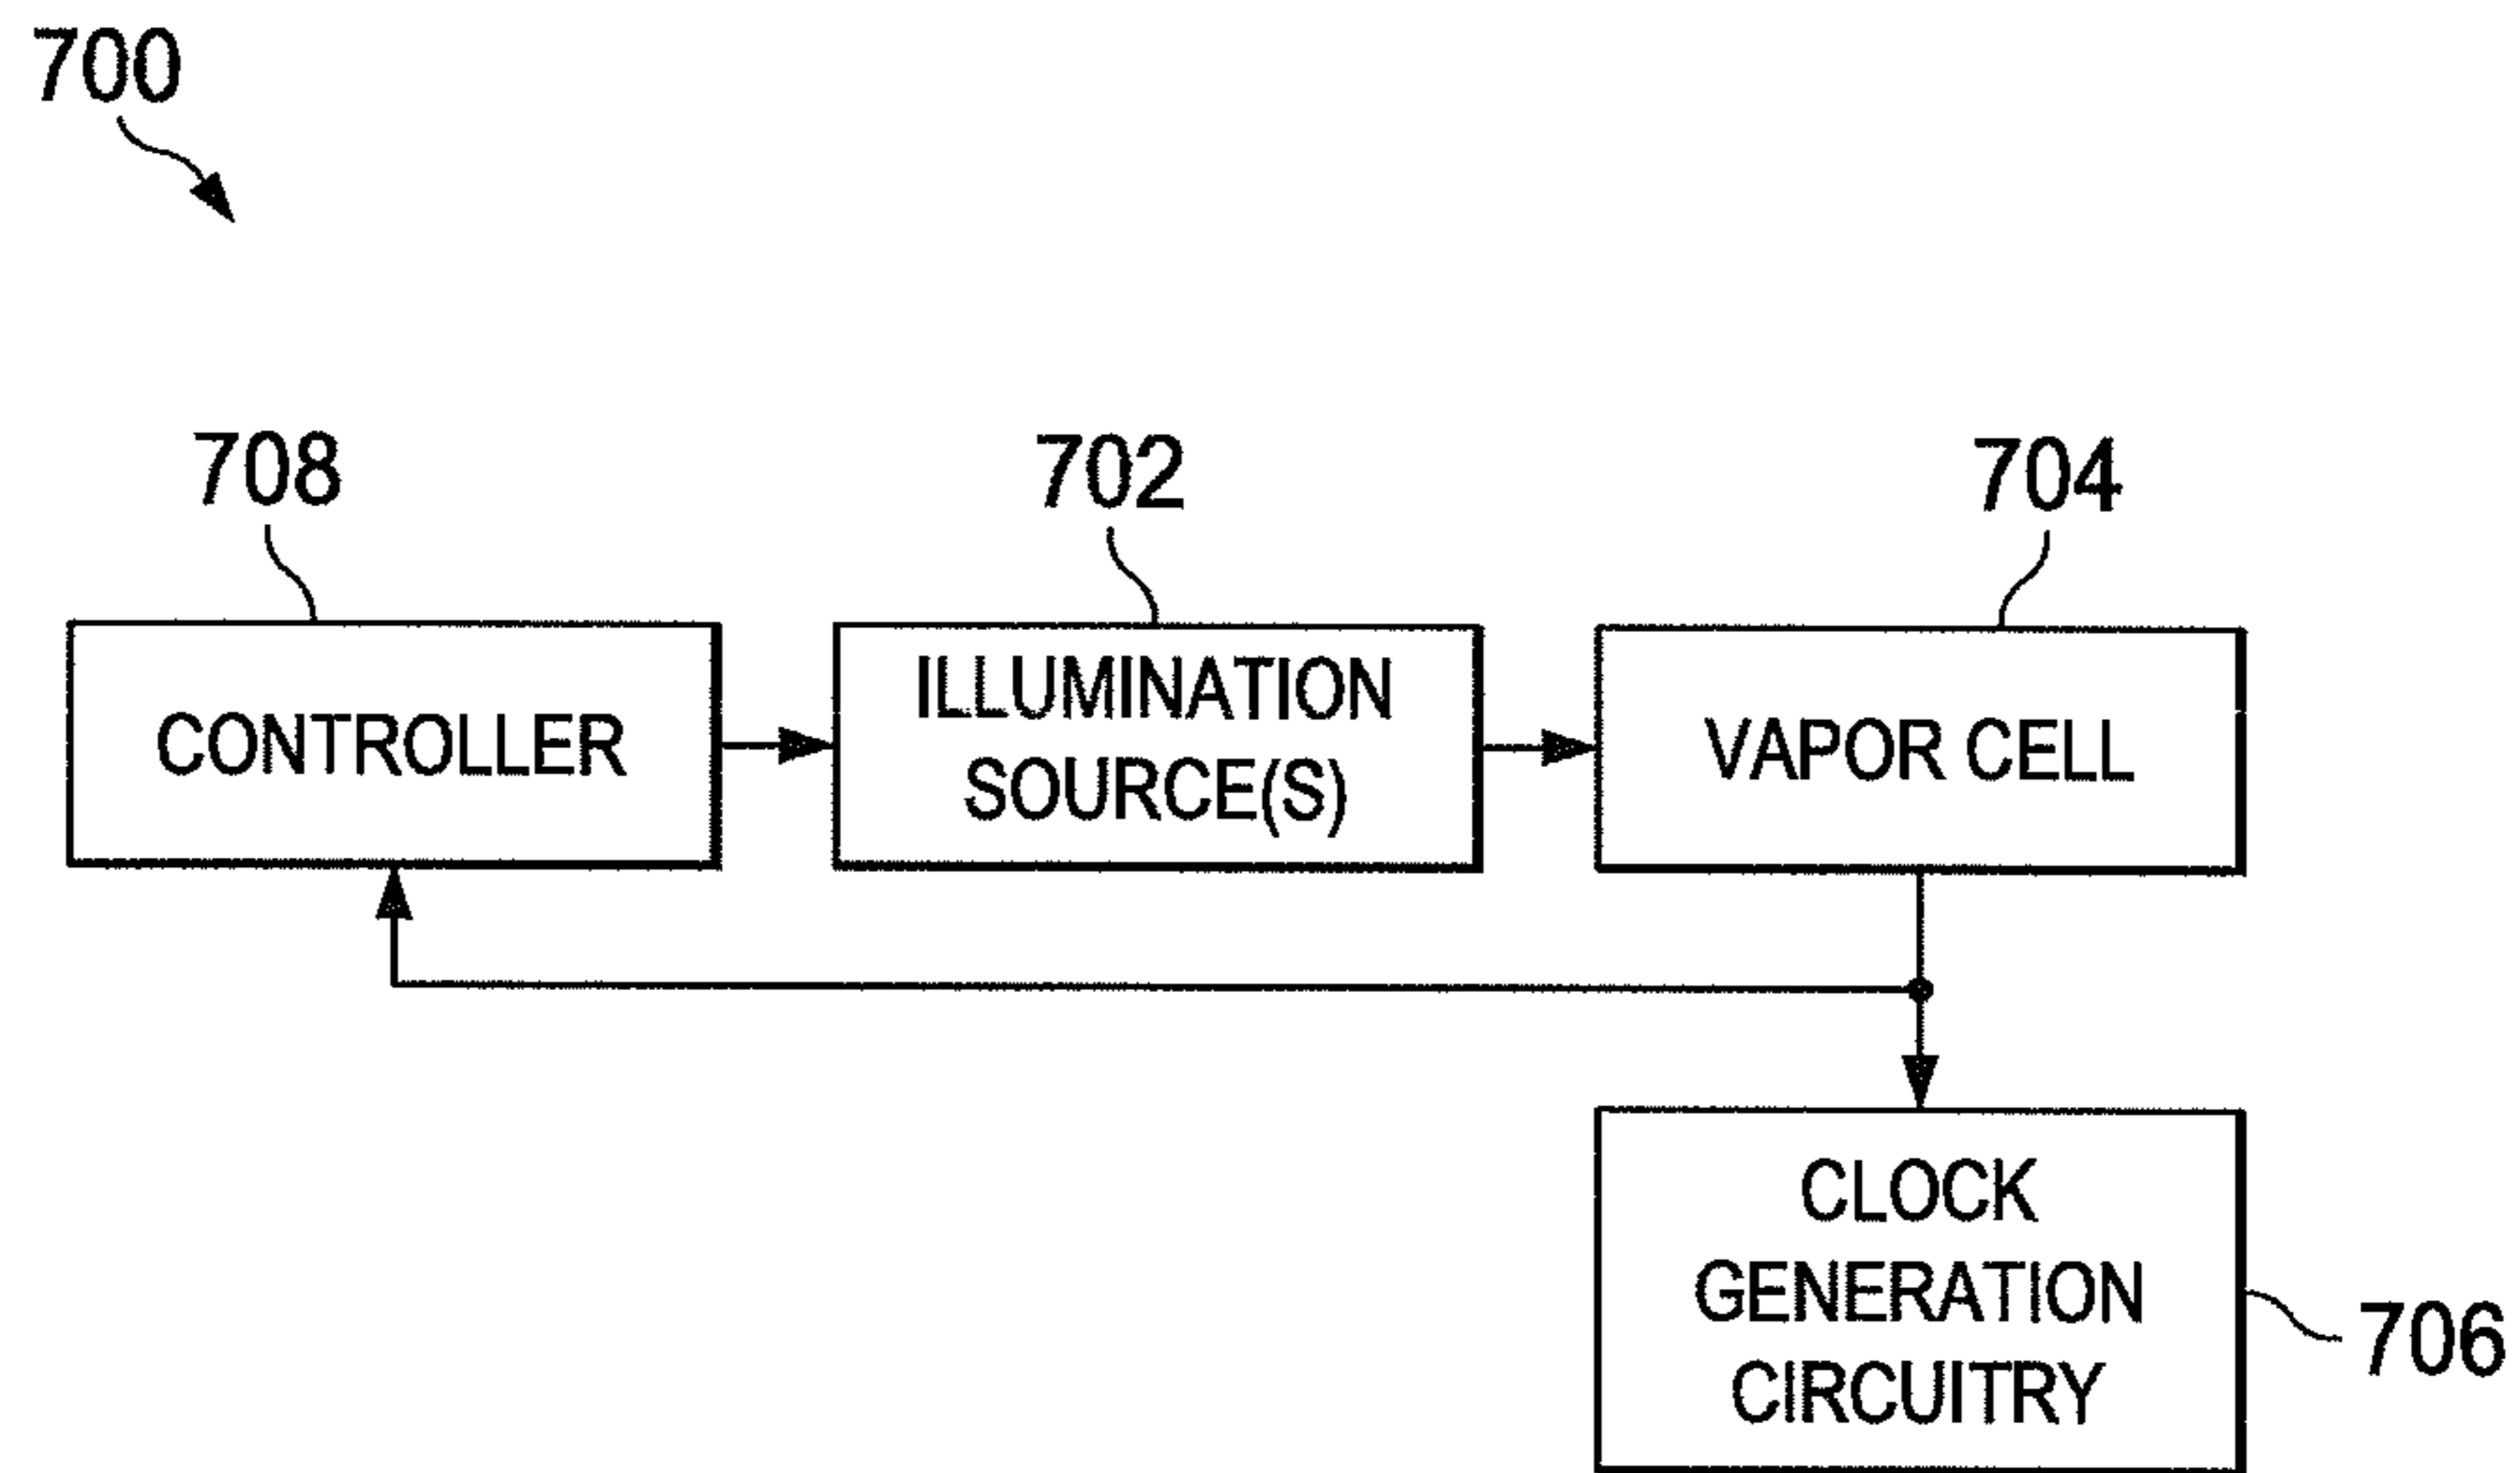 700
708
702
704
CONTROLLER
ILLUMINATION
SOURCE(S)
VAPOR CELL
CLOCK
GENERATION
CIRCUITRY
706